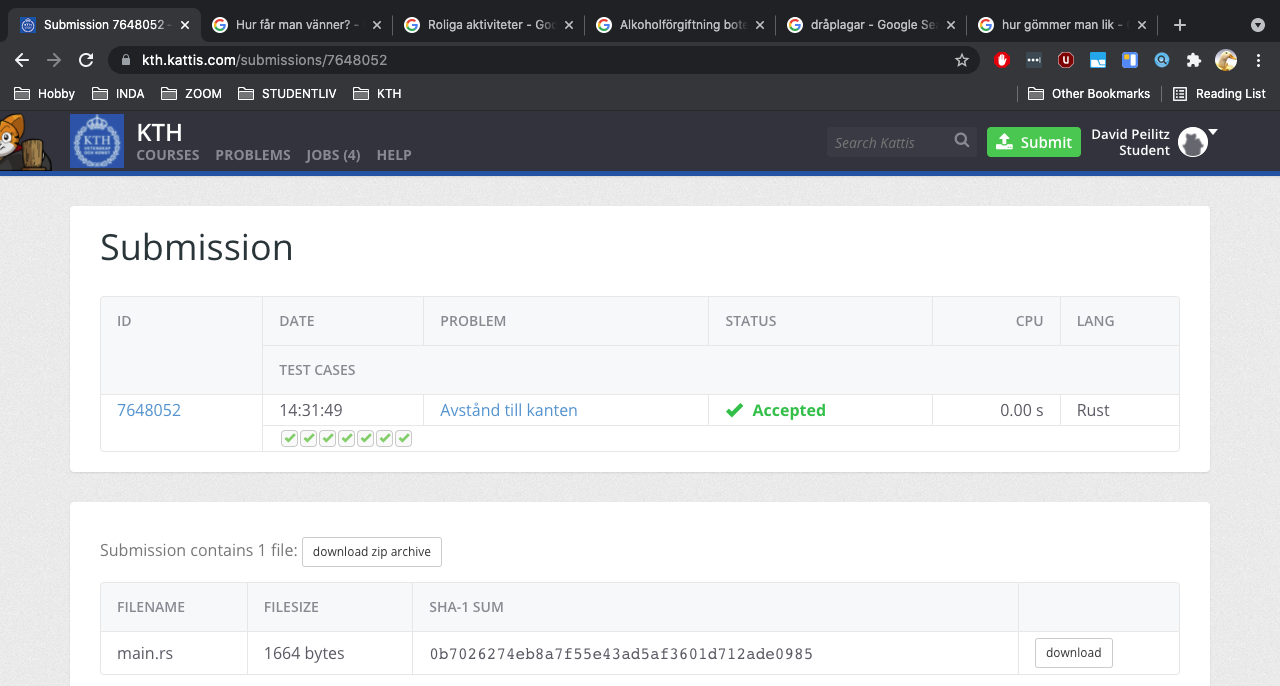 Submission 7648052 -
Hur får man vänner? -
Roliga aktiviteter - Goo
Alkoholförgiftning bote
dråplagar - Google Sea
hur gömmer man lik -
kth.kattis.com/submissions/7648052
Hobby INDA ZOOM STUDENTLIV KTH Other Bookmarks Reading List
KTH
COURSES PROBLEMS JOBS (4) HELP
Search Kattis
Submit
David Peilitz
Student
Submission
ID DATE PROBLEM STATUS CPU LANG
TEST CASES
7648052 14:31:49 Avstånd till kanten Accepted 0.00 s Rust
Submission contains 1 file: download zip archive
FILENAME FILESIZE SHA-1 SUM
main.rs 1664 bytes 0b7026274eb8a7f55e43ad5af3601d712ade0985 download